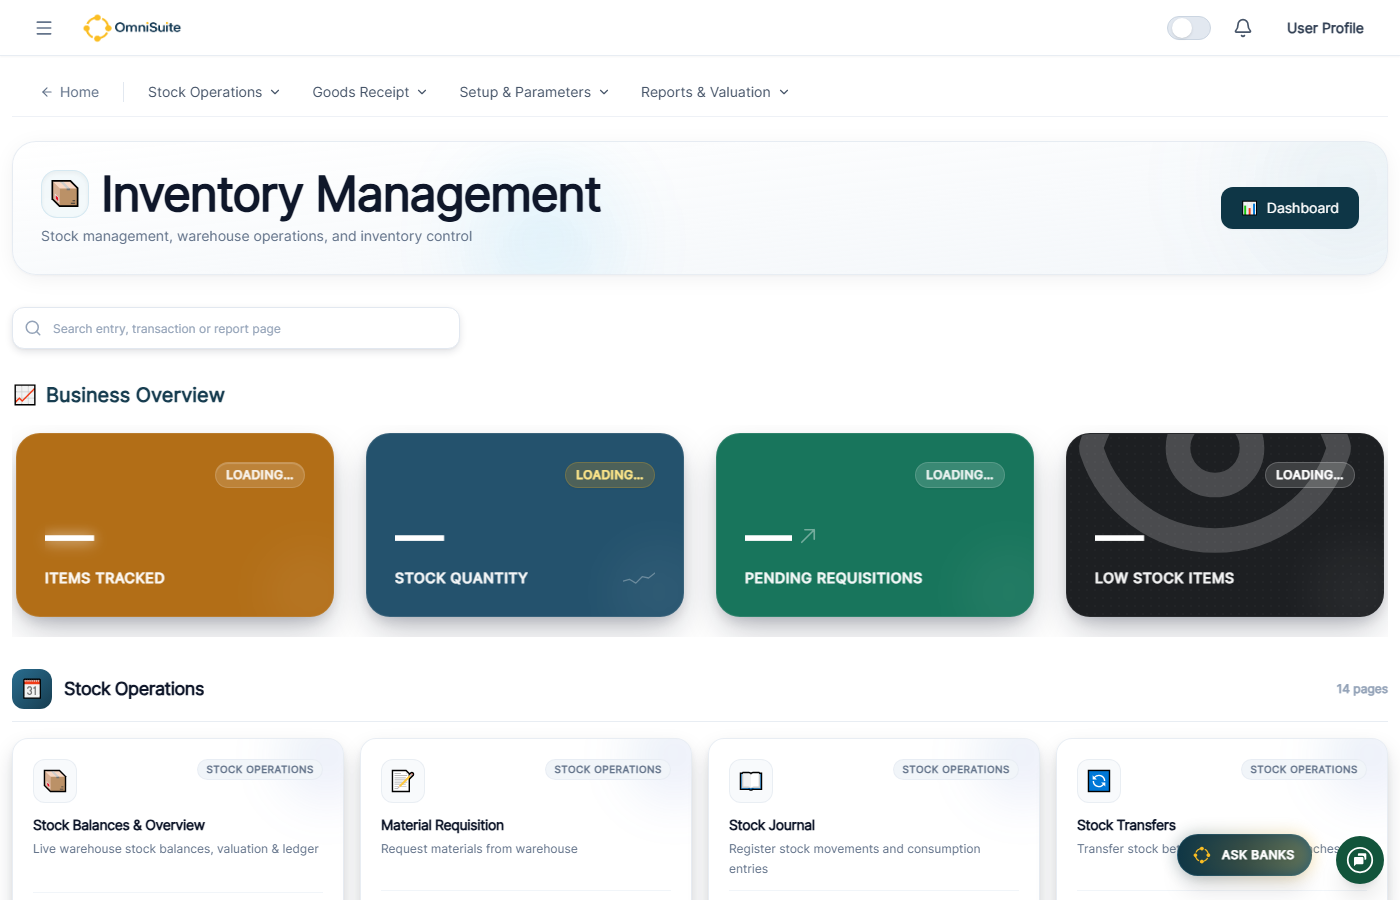 OmniSuite
User Profile
Home
Stock Operations
Goods Receipt
Setup & Parameters
Reports & Valuation
Inventory Management
Stock management, warehouse operations, and inventory control
Dashboard
Search entry, transaction or report page
Business Overview
LOADING...
ITEMS TRACKED
LOADING...
STOCK QUANTITY
LOADING...
PENDING REQUISITIONS
LOADING...
LOW STOCK ITEMS
31
Stock Operations
14 pages
STOCK OPERATIONS
Stock Balances & Overview
Live warehouse stock balances, valuation & ledger
STOCK OPERATIONS
Material Requisition
Request materials from warehouse
STOCK OPERATIONS
Stock Journal
Register stock movements and consumption
entries
STOCK OPERATIONS
Stock Transfers
Transfer stock
ASK BANKS